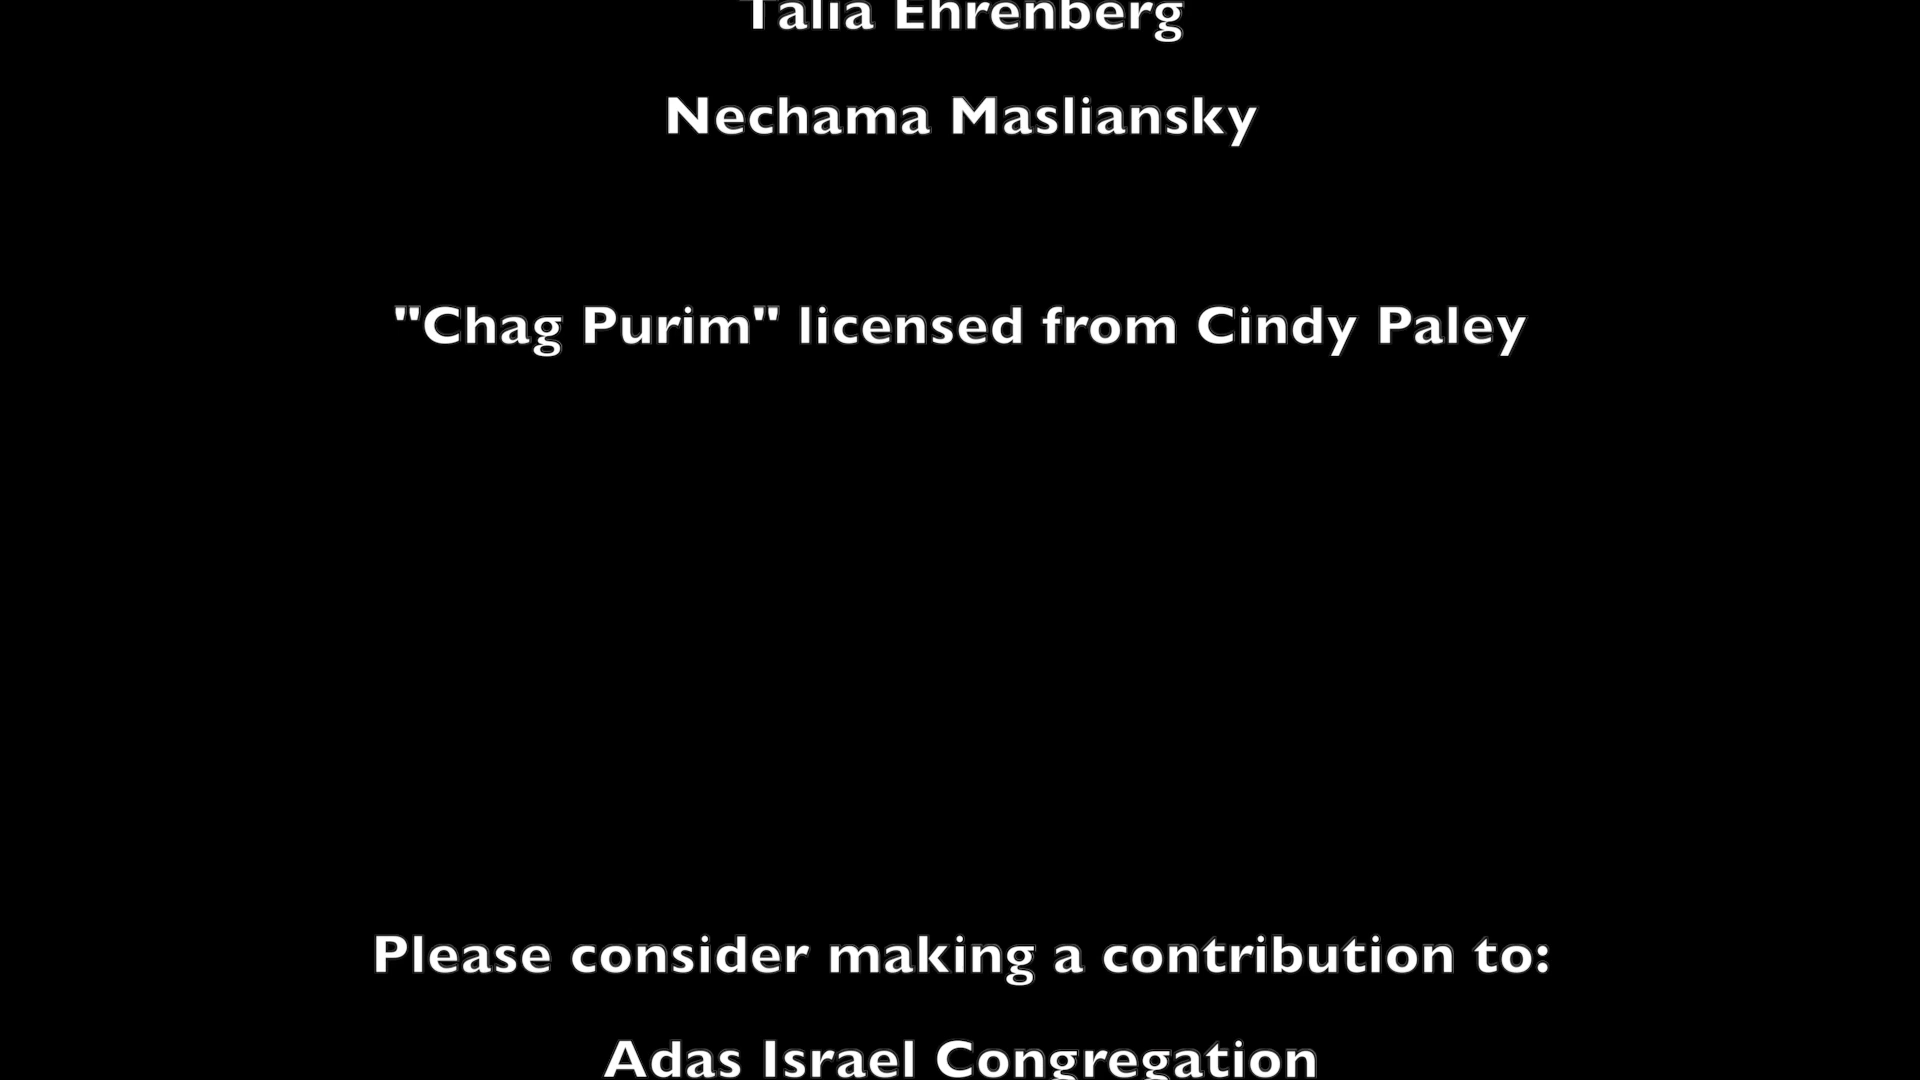 Talia Ehrenberg
Nechama Masliansky
"Chag Purim" licensed from Cindy Paley
Please consider making a contribution to:
Adas Israel Congregation